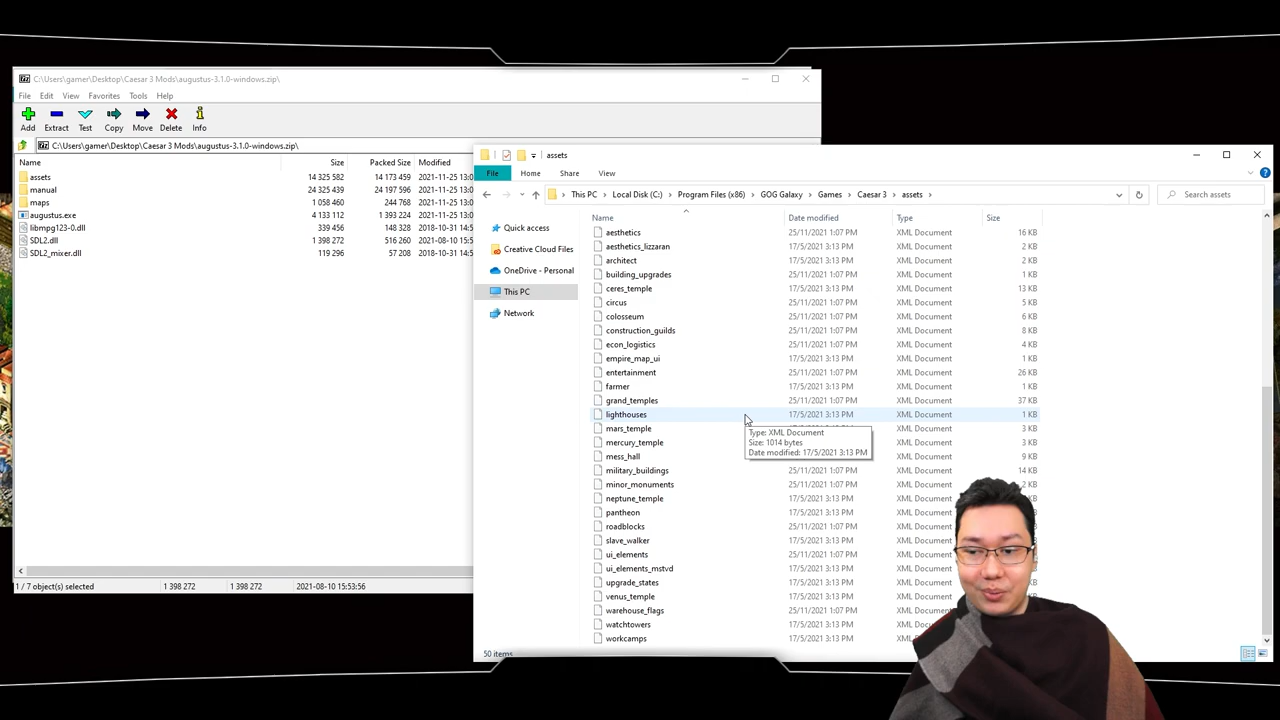 C:\Users\gamer\Desktop\Caesar 3 Mods\augustus-3.1.0-windows.zip\
File Edit View Favorites Tools Help
Add Extract Test Copy Move Delete Info
C:\Users\gamer\Desktop\Caesar 3 Mods\augustus-3.1.0-windows.zip\
Name Size Packed Size Modified
assets 14 325 582 14 173 459 2021-11-25 13:0
manual 24 325 439 24 197 596 2021-11-25 13:0
maps 1 058 460 244 768 2021-11-25 13:0
augustus.exe 4 133 112 1 393 224 2021-11-25 13:0
libmpg123-0.dll 339 456 148 328 2018-10-31 14:5
SDL2.dll 1 398 272 516 260 2021-08-10 15:5
SDL2_mixer.dll 119 296 57 208 2018-10-31 14:5
1 / 7 object(s) selected 1 398 272 1 398 272 2021-08-10 15:53:56
assets
File Home Share View
This PC > Local Disk (C:) > Program Files (x86) > GOG Galaxy > Games > Caesar 3 > assets >
Search assets
Quick access
Creative Cloud Files
OneDrive - Personal
This PC
Network
Name Date modified Type Size
aesthetics 25/11/2021 1:07 PM XML Document 16 KB
aesthetics_lizzaran 17/5/2021 3:13 PM XML Document 2 KB
architect 17/5/2021 3:13 PM XML Document 2 KB
building_upgrades 25/11/2021 1:07 PM XML Document 1 KB
ceres_temple 17/5/2021 3:13 PM XML Document 13 KB
circus 25/11/2021 1:07 PM XML Document 5 KB
colosseum 25/11/2021 1:07 PM XML Document 6 KB
construction_guilds 25/11/2021 1:07 PM XML Document 8 KB
econ_logistics 25/11/2021 1:07 PM XML Document 4 KB
empire_map_ui 17/5/2021 3:13 PM XML Document 1 KB
entertainment 25/11/2021 1:07 PM XML Document 26 KB
farmer 17/5/2021 3:13 PM XML Document 1 KB
grand_temples 25/11/2021 1:07 PM XML Document 37 KB
lighthouses 17/5/2021 3:13 PM XML Document 1 KB
mars_temple XML Document 3 KB
mercury_temple XML Document 3 KB
mess_hall XML Document 9 KB
military_buildings 25/11/2021 1:07 PM XML Document 14 KB
minor_monuments 25/11/2021 1:07 PM XML Document 2 KB
neptune_temple 17/5/2021 3:13 PM XML Document
pantheon 17/5/2021 3:13 PM XML Document
roadblocks 25/11/2021 1:07 PM XML Document
slave_walker 17/5/2021 3:13 PM XML Document
ui_elements 25/11/2021 1:07 PM XML Document
ui_elements_mstvd 17/5/2021 3:13 PM XML Document
upgrade_states 17/5/2021 3:13 PM XML Document
venus_temple 17/5/2021 3:13 PM XML Document
warehouse_flags 25/11/2021 1:07 PM XML Document
watchtowers 17/5/2021 3:13 PM
workcamps 17/5/2021 3:13 PM
Type: XML Document
Size: 1014 bytes
Date modified: 17/5/2021 3:13 PM
50 items